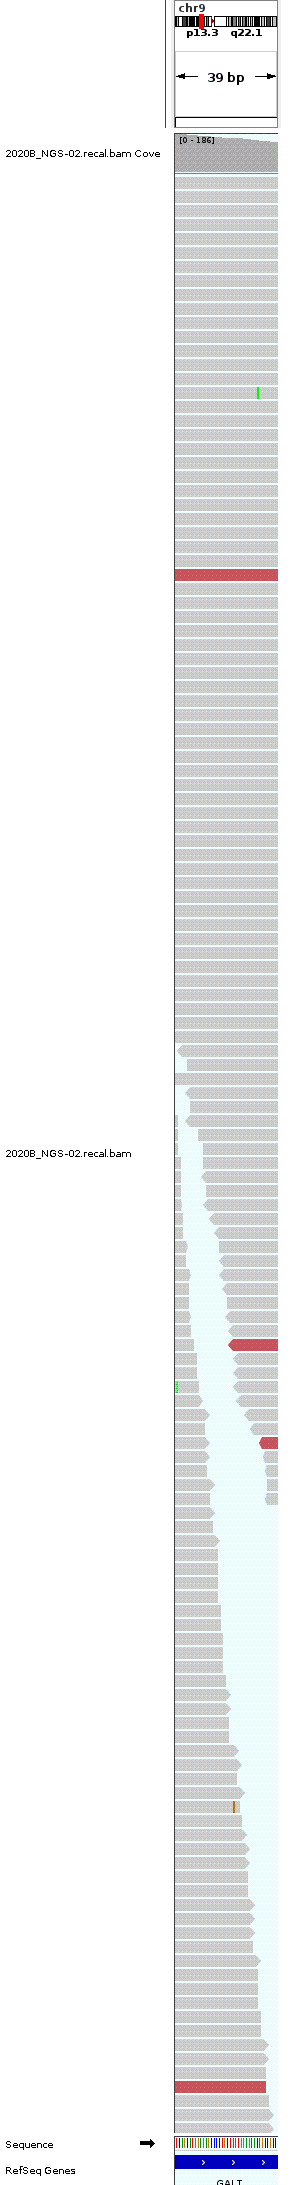 chr9
p13.3 q22.1
39 bp
[0 - 186]
2020B_NGS-02.recal.bam Cove
2020B_NGS-02.recal.bam
Sequence
RefSeq Genes
GALT